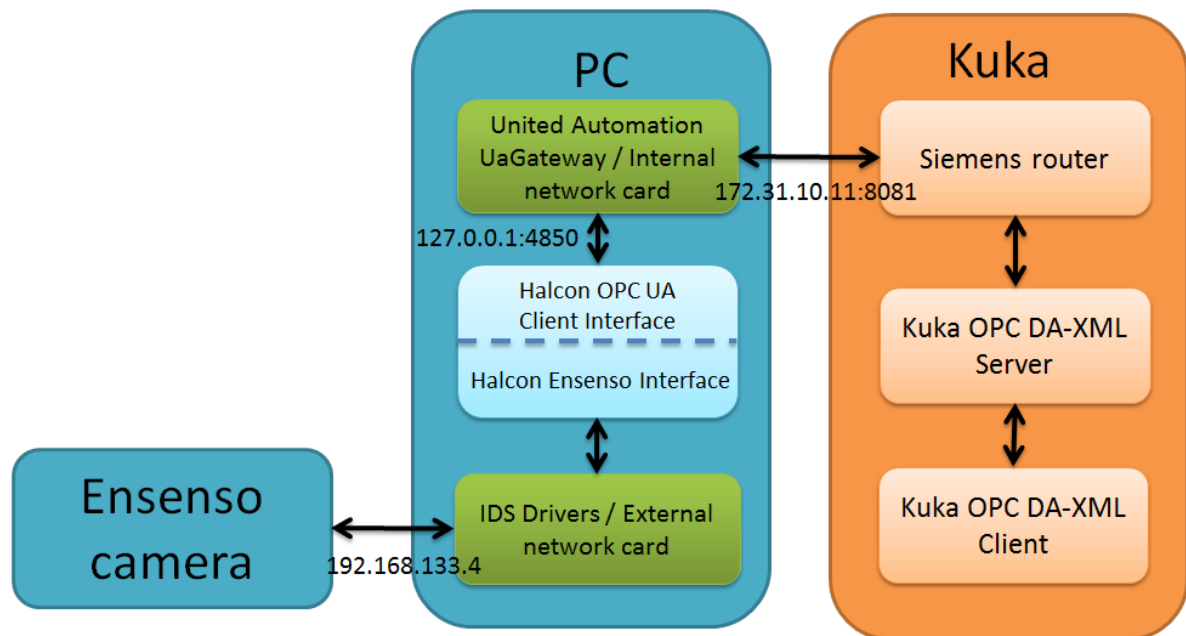 PC
United Automation
UaGateway / Internal
network card
127.0.0.1:4850
Halcon OPC UA
Client Interface
Halcon Ensenso Interface
IDS Drivers / External
network card
Ensenso
camera
192.168.133.4
172.31.10.11:8081
Kuka
Siemens router
Kuka OPC DA-XML
Server
Kuka OPC DA-XML
Client